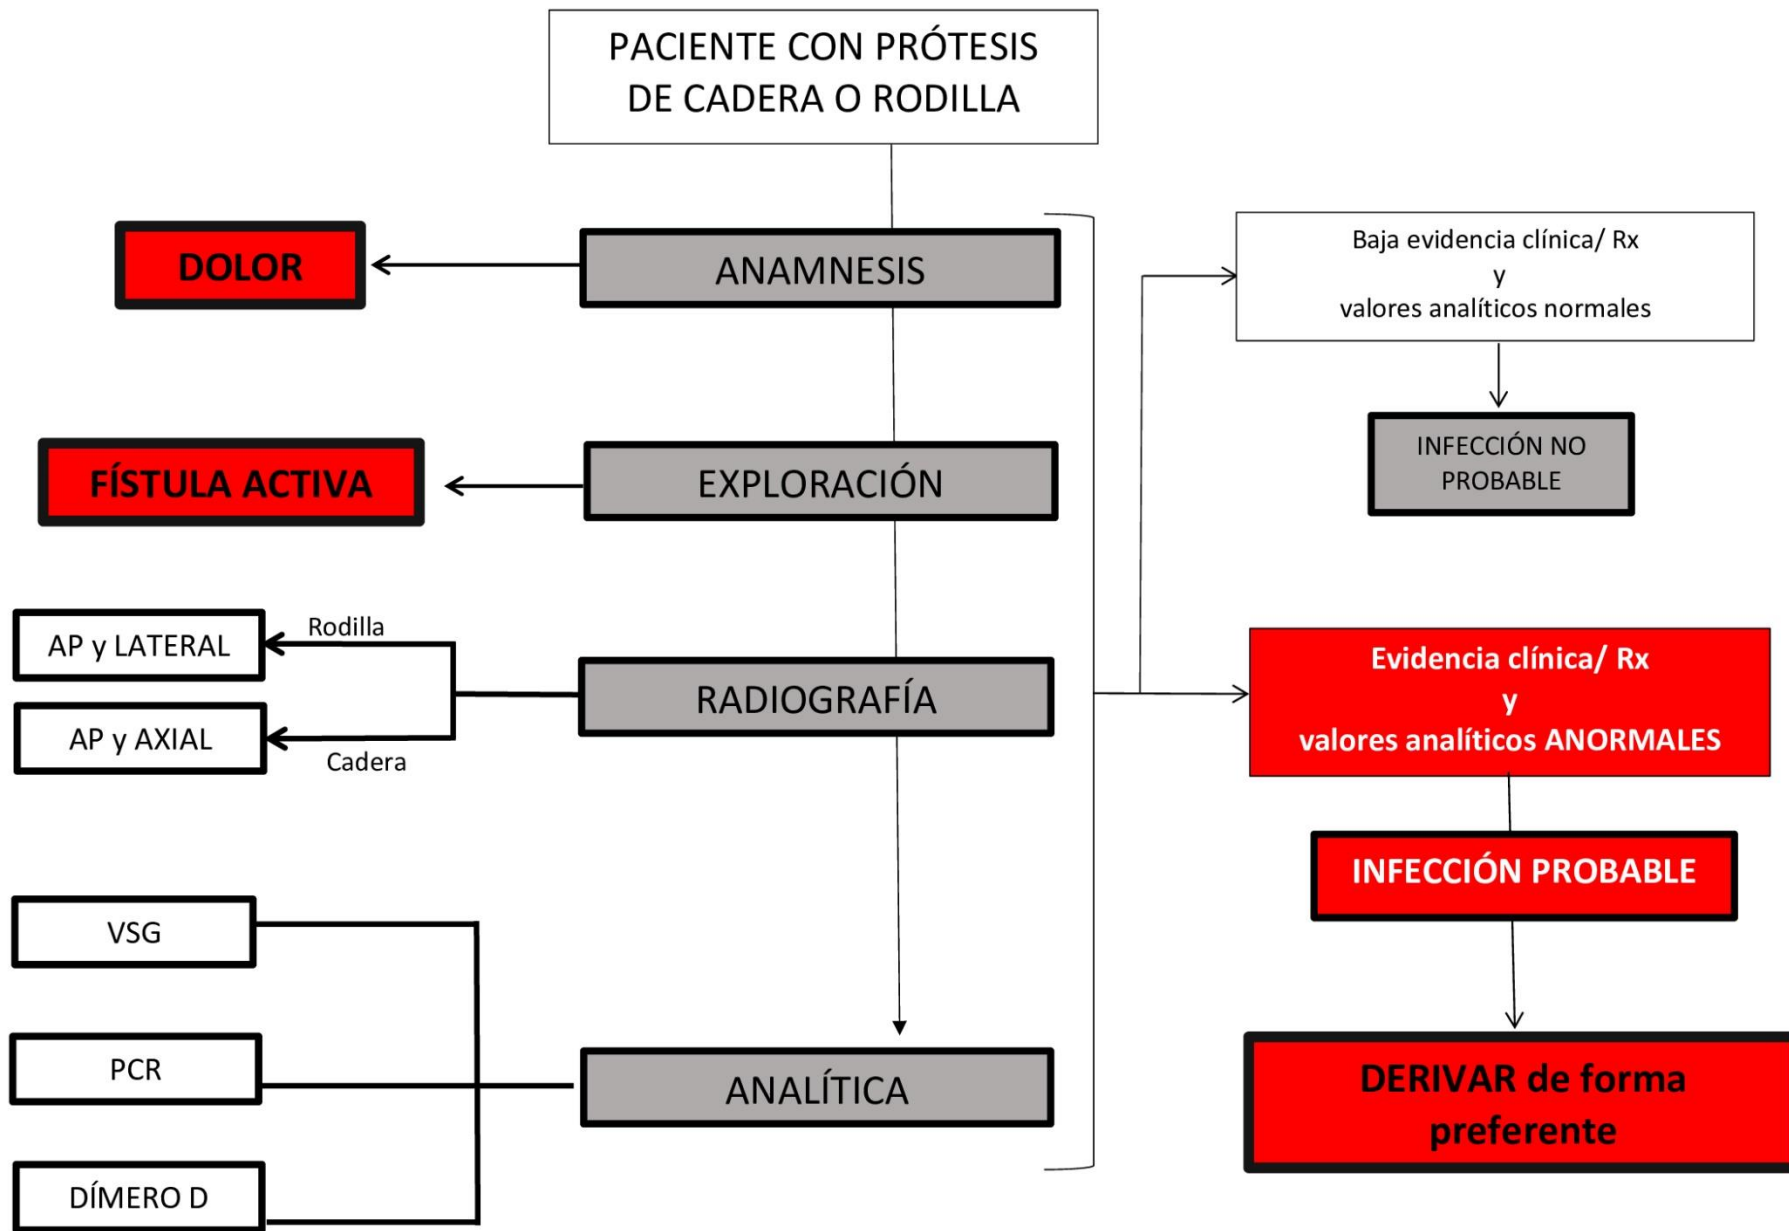 PACIENTE CON PRÓTESIS
DE CADERA O RODILLA
DOLOR
ANAMNESIS
Baja evidencia clínica/ Rx
y
valores analíticos normales
INFECCIÓN NO
PROBABLE
FÍSTULA ACTIVA
EXPLORACIÓN
AP y LATERAL
Rodilla
AP y AXIAL
Cadera
RADIOGRAFÍA
Evidencia clínica/ Rx
y
valores analíticos ANORMALES
INFECCIÓN PROBABLE
DERIVAR de forma
preferente
VSG
PCR
DÍMERO D
ANALÍTICA